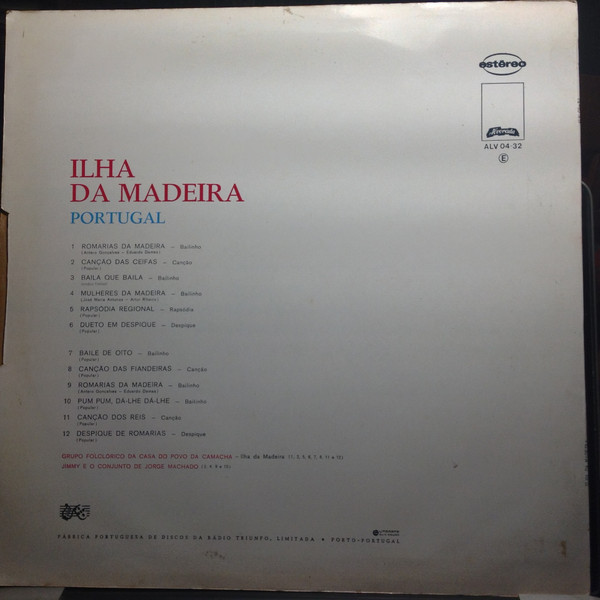 estéreo
Alvorada
ALV 04-32
E
ILHA
DA MADEIRA
PORTUGAL
1 ROMARIAS DA MADEIRA – Bailinho
2 CANÇÃO DAS CEIFAS – Canção
(Popular)
3 BAILA QUE BAILA – Bailinho
4 MULHERES DA MADEIRA – Bailinho
5 RAPSÓDIA REGIONAL – Rapsódia
(Popular)
6 DUETO EM DESPIQUE – Despique
(Popular)
7 BAILE DE OITO – Bailinho
(Popular)
8 CANÇÃO DAS FIANDEIRAS – Canção
(Popular)
9 ROMARIAS DA MADEIRA – Bailinho
10 PUM PUM, DA-LHE DA-LHE – Bailinho
(Popular)
11 CANÇÃO DOS REIS – Canção
(Popular)
12 DESPIQUE DE ROMARIAS – Despique
(Popular)
GRUPO FOLCLÓRICO DA CASA DO POVO DA CAMACHA – Ilha da Madeira
JIMMY E O CONJUNTO DE JORGE MACHADO
FÁBRICA PORTUGUESA DE DISCOS DA RÁDIO TRIUNFO, LIMITADA • PORTO-PORTUGAL